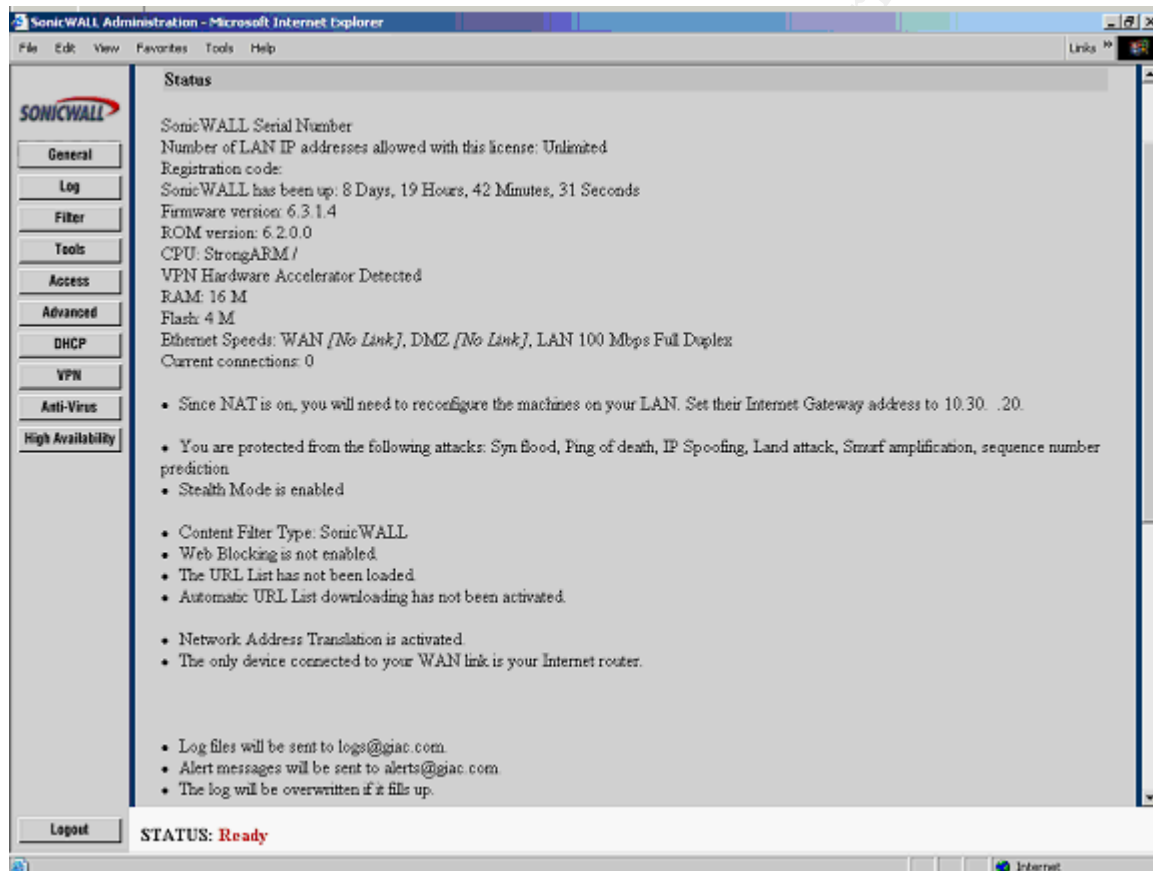 SonicWALL Administration - Microsoft Internet Explorer
File Edit View Favorites Tools Help
Links »
SONICWALL
General
Log
Filter
Tools
Access
Advanced
DHCP
VPN
Anti-Virus
High Availability
Logout
Status
SonicWALL Serial Number
Number of LAN IP addresses allowed with this license: Unlimited
Registration code:
SonicWALL has been up: 8 Days, 19 Hours, 42 Minutes, 31 Seconds
Firmware version: 6.3.1.4
ROM version: 6.2.0.0
CPU: StrongARM /
VPN Hardware Accelerator Detected
RAM: 16 M
Flash: 4 M
Ethernet Speeds: WAN [No Link], DMZ [No Link], LAN 100 Mbps Full Duplex
Current connections: 0
• Since NAT is on, you will need to reconfigure the machines on your LAN. Set their Internet Gateway address to 10.30. .20.
• You are protected from the following attacks: Syn flood, Ping of death, IP Spoofing, Land attack, Smurf amplification, sequence number
prediction
• Stealth Mode is enabled
• Content Filter Type: SonicWALL
• Web Blocking is not enabled.
• The URL List has not been loaded.
• Automatic URL List downloading has not been activated.
• Network Address Translation is activated.
• The only device connected to your WAN link is your Internet router.
• Log files will be sent to logs@giac.com.
• Alert messages will be sent to alerts@giac.com.
• The log will be overwritten if it fills up.
STATUS: Ready
Internet